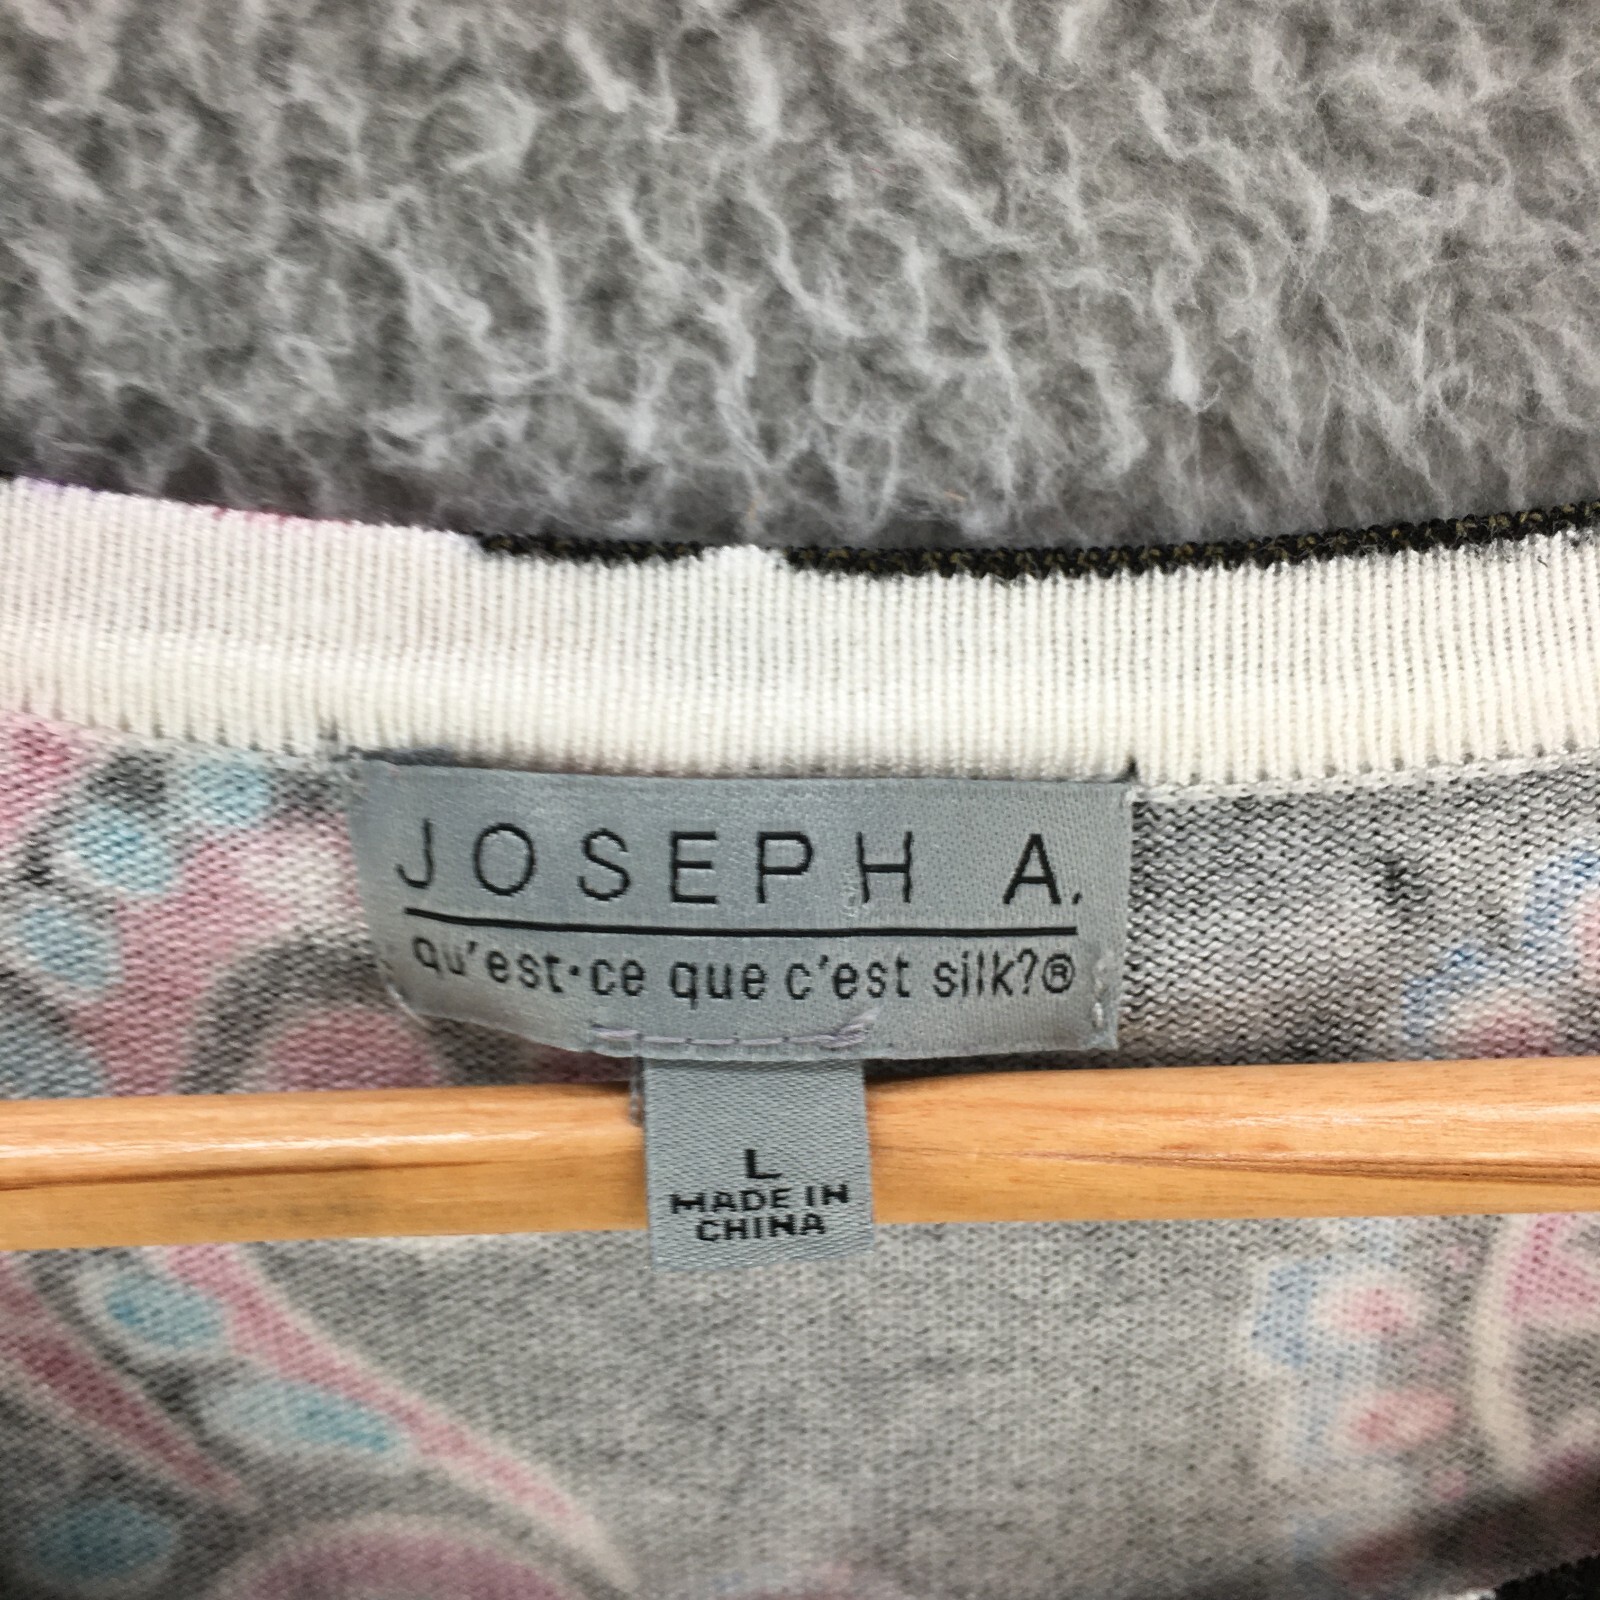 JOSEPH A.
qu'est·ce que c'est silk?®
L
MADE IN
CHINA